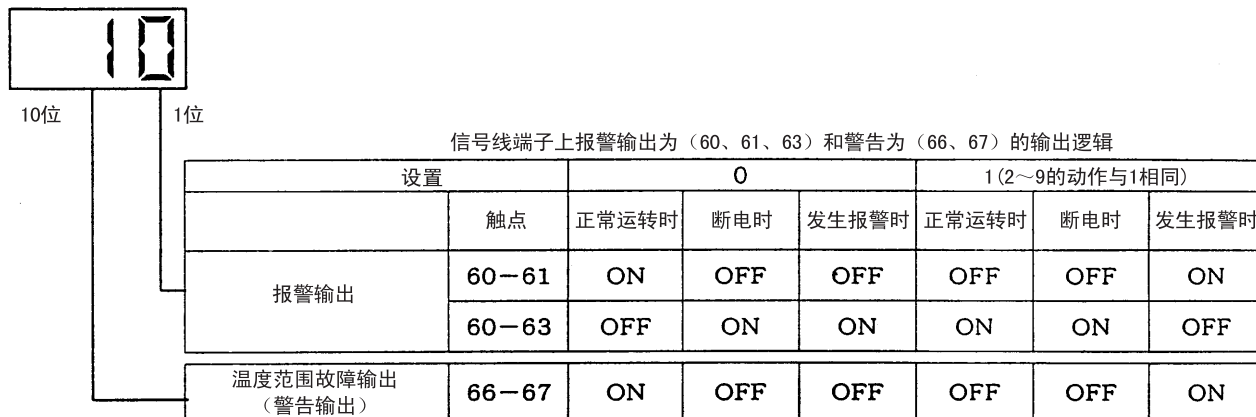 10
10位 1位
信号线端子上报警输出为（60、61、63）和警告为（66、67）的输出逻辑
设置 0 1(2～9的动作与1相同)
触点 正常运转时 断电时 发生报警时 正常运转时 断电时 发生报警时
报警输出 60－61 ON OFF OFF OFF OFF ON
60－63 OFF ON ON ON ON OFF
温度范围故障输出
（警告输出） 66－67 ON OFF OFF OFF OFF ON